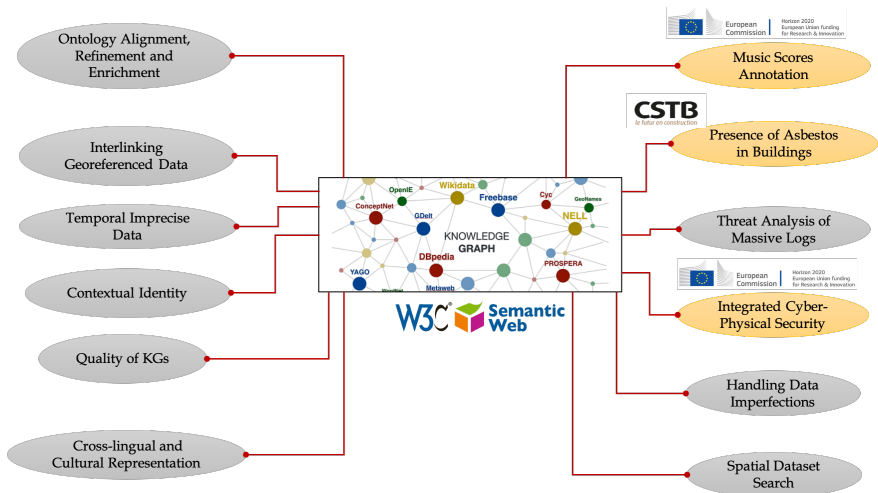 Ontology Alignment,
Refinement and
Enrichment
Interlinking
Georeferenced Data
Temporal Imprecise
Data
Contextual Identity
Quality of KGs
Cross-lingual and
Cultural Representation
OpenIE
Wikidata
Freebase
Cyc
GeoNames
ConceptNet
GDelt
NELL
KNOWLEDGE
GRAPH
DBpedia
PROSPERA
YAGO
Metaweb
WordNet
W3C®
Semantic
Web
European
Commission
Horizon 2020
European Union funding
for Research & Innovation
Music Scores
Annotation
CSTB
le futur en construction
Presence of Asbestos
in Buildings
Threat Analysis of
Massive Logs
European
Commission
Horizon 2020
European Union funding
for Research & Innovation
Integrated Cyber-
Physical Security
Handling Data
Imperfections
Spatial Dataset
Search